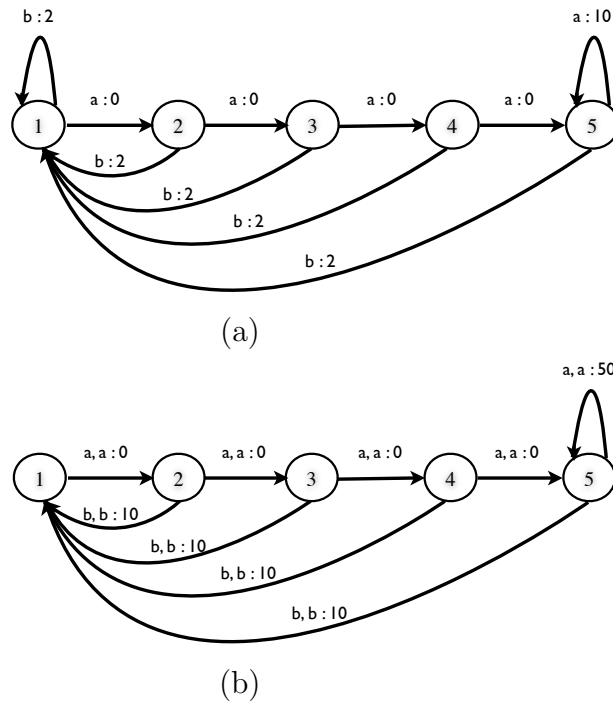 b : 2
a : 10
a : 0 a : 0 a : 0 a : 0
1 2 3 4 5
b : 2
b : 2
b : 2
b : 2
(a)
a, a : 50
a, a : 0 a, a : 0 a, a : 0 a, a : 0
1 2 3 4 5
b, b : 10
b, b : 10
b, b : 10
b, b : 10
(b)